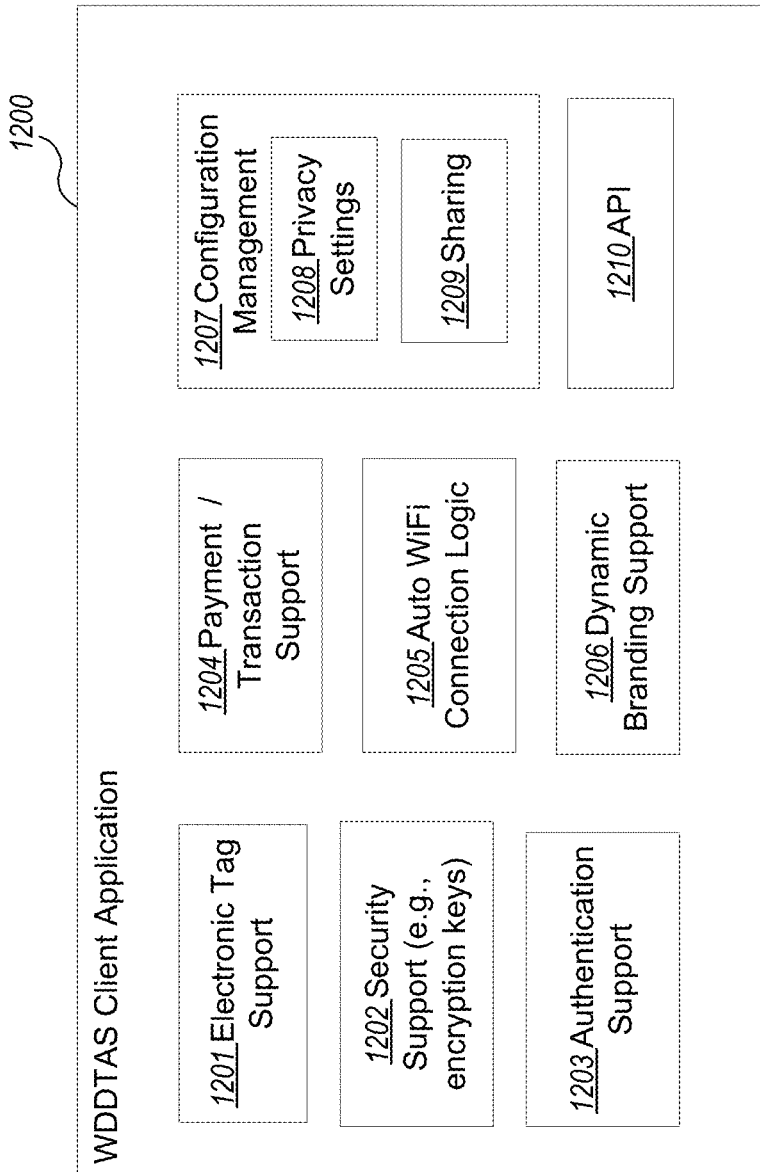 1200
WDDTAS Client Application
1201 Electronic Tag
Support
1202 Security
Support (e.g.,
encryption keys)
1203 Authentication
Support
1204 Payment /
Transaction
Support
1205 Auto WiFi
Connection Logic
1206 Dynamic
Branding Support
1207 Configuration
Management
1208 Privacy
Settings
1209 Sharing
1210 API